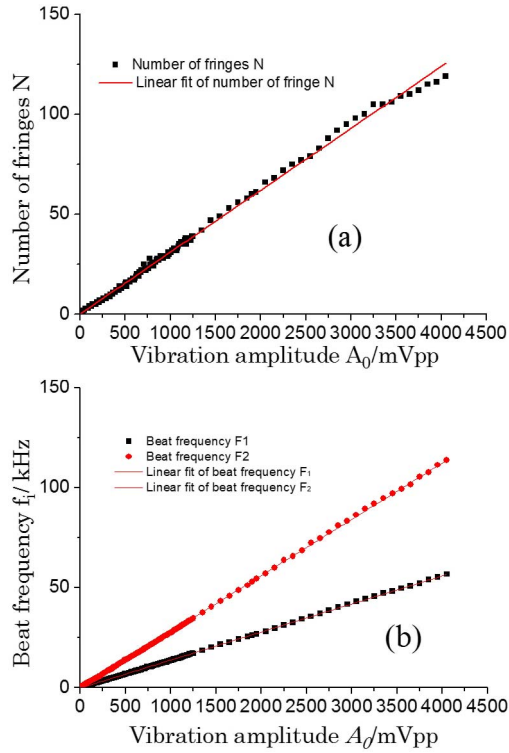 150
Number of fringes N
Linear fit of number of fringe N
100
Number of fringes N
50
(a)
0
0 500 1000 1500 2000 2500 3000 3500 4000 4500
Vibration amplitude A₀/mVpp
150
Beat frequency F1
Beat frequency F2
Linear fit of beat frequency F₁
Linear fit of beat frequency F₂
100
Beat frequency fᵢ/kHz
50
(b)
0
0 500 1000 1500 2000 2500 3000 3500 4000 4500
Vibration amplitude A₀/mVpp